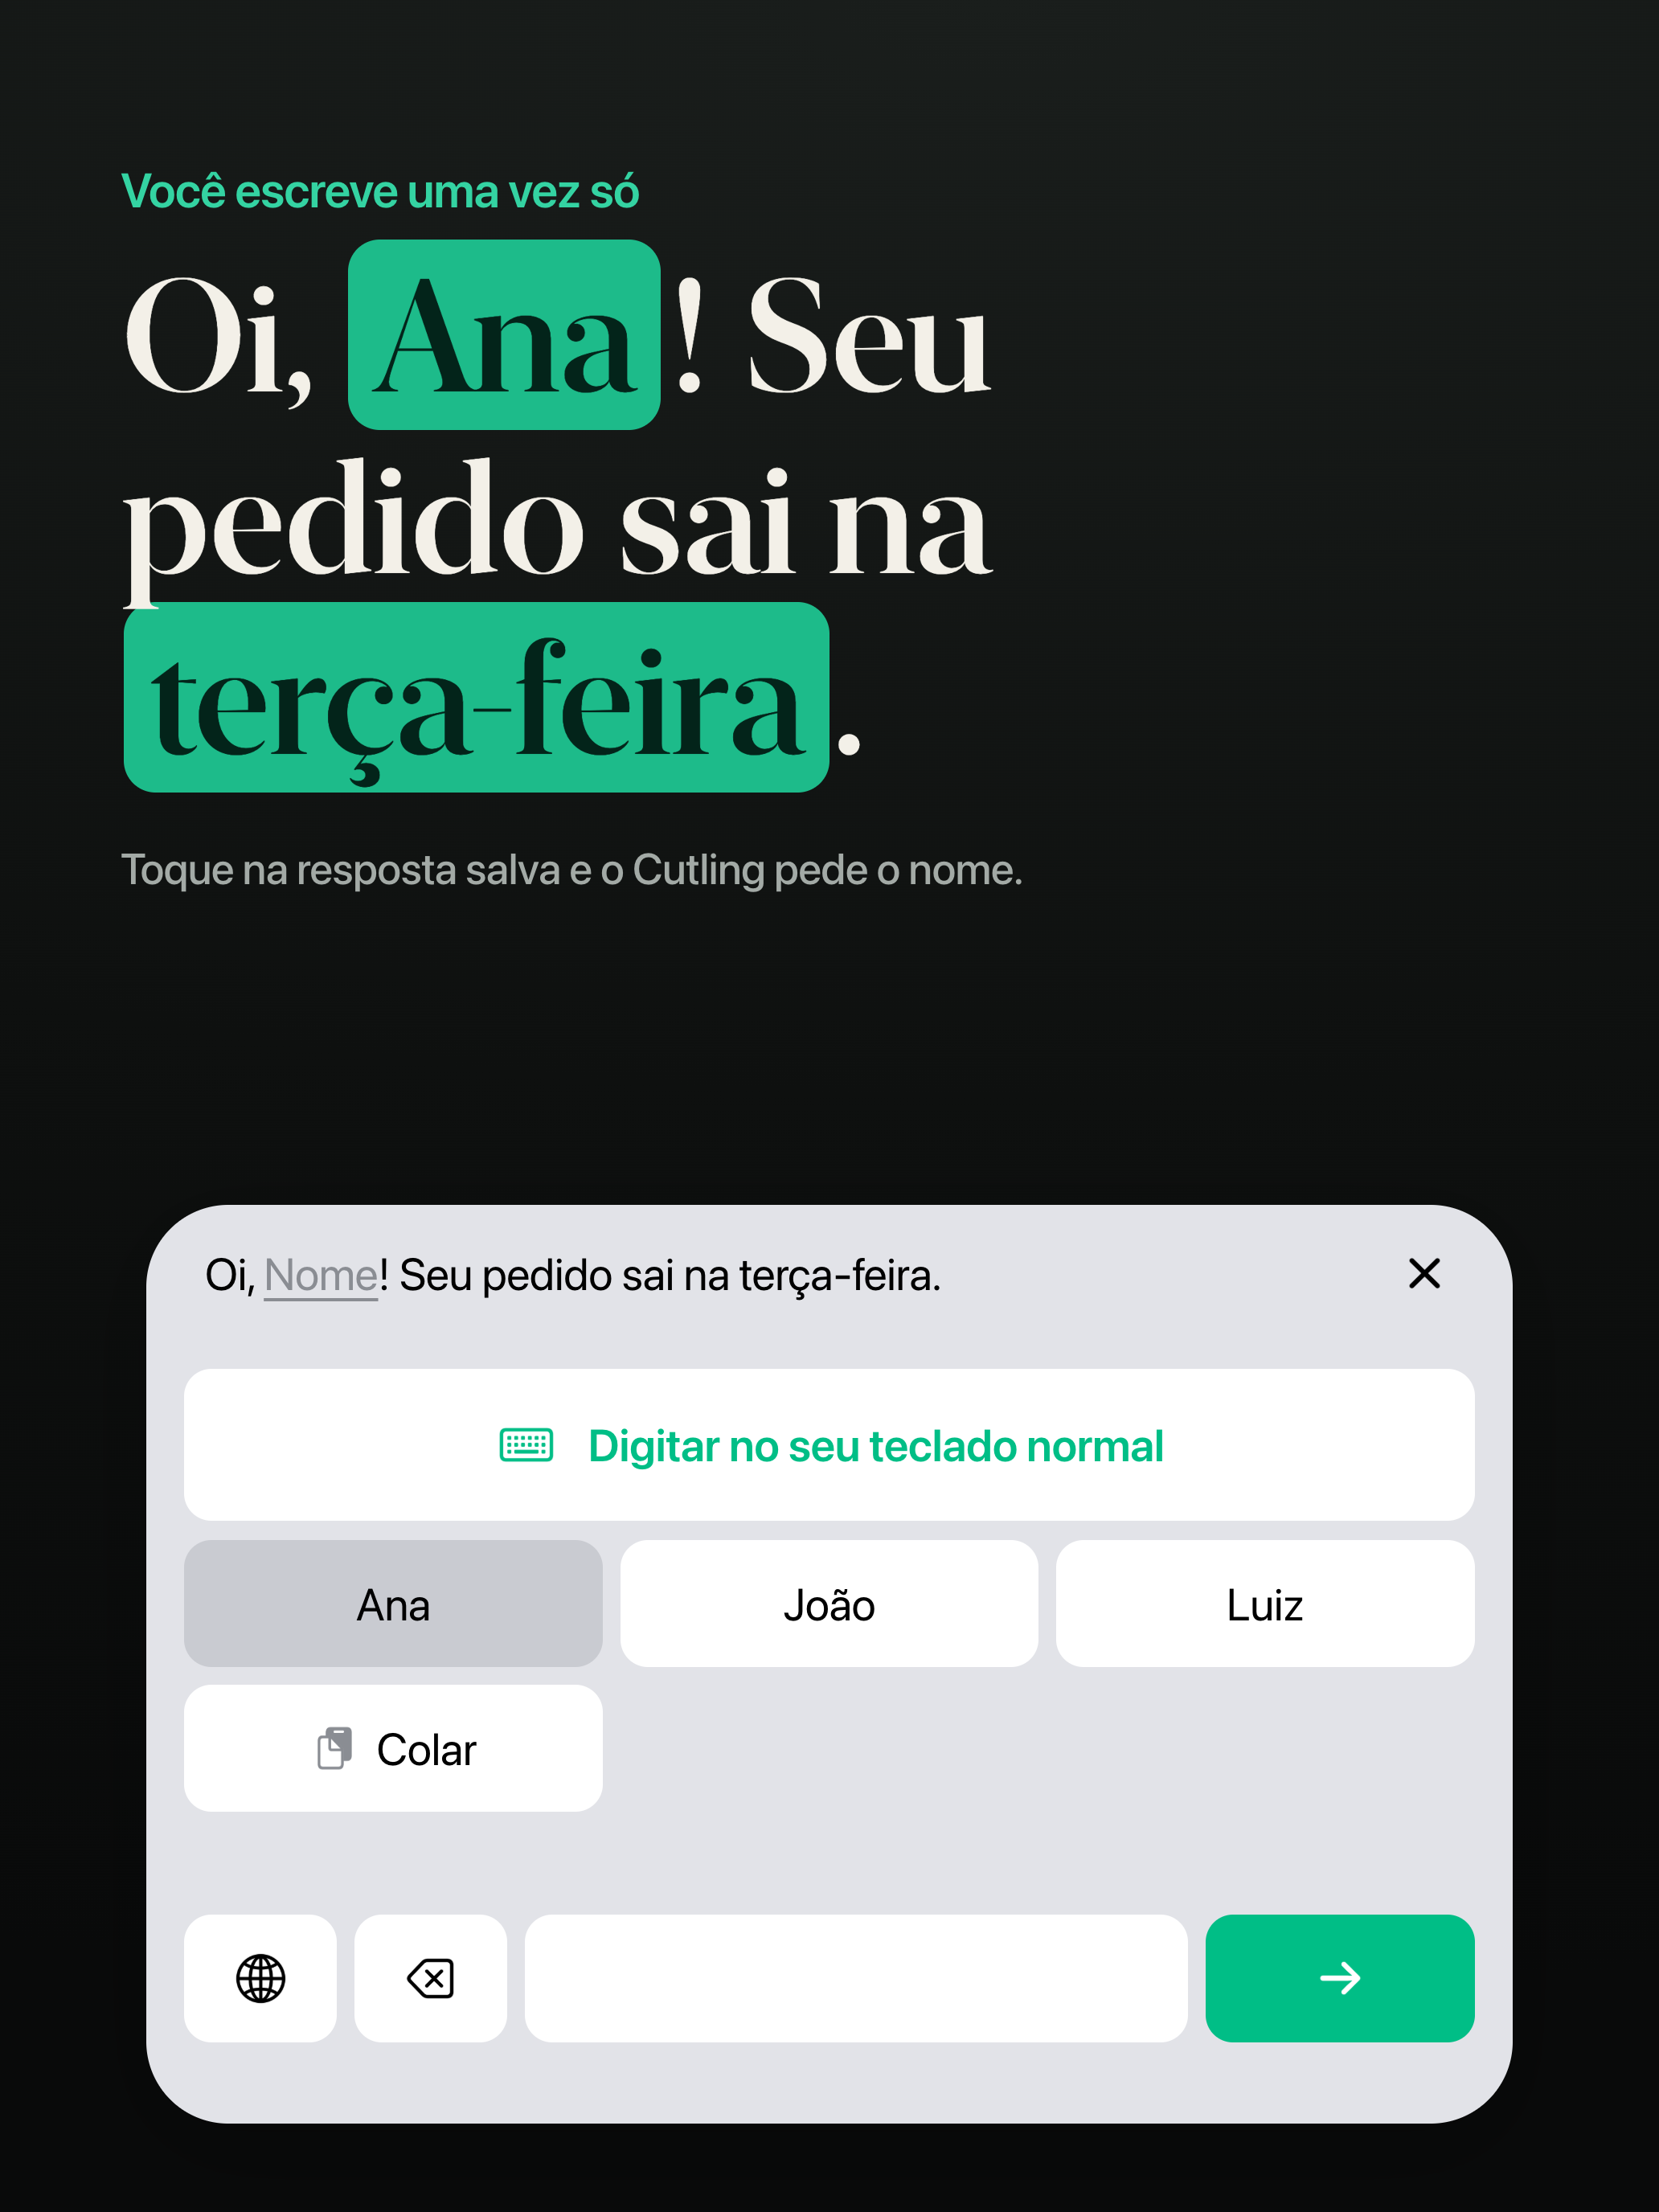 Você escreve uma vez só
Oi, Ana! Seu
pedido sai na
terça-feira.
Toque na resposta salva e o Cutling pede o nome.
Oi, Nome! Seu pedido sai na terça-feira.
Digitar no seu teclado normal
Ana
João
Luiz
Colar